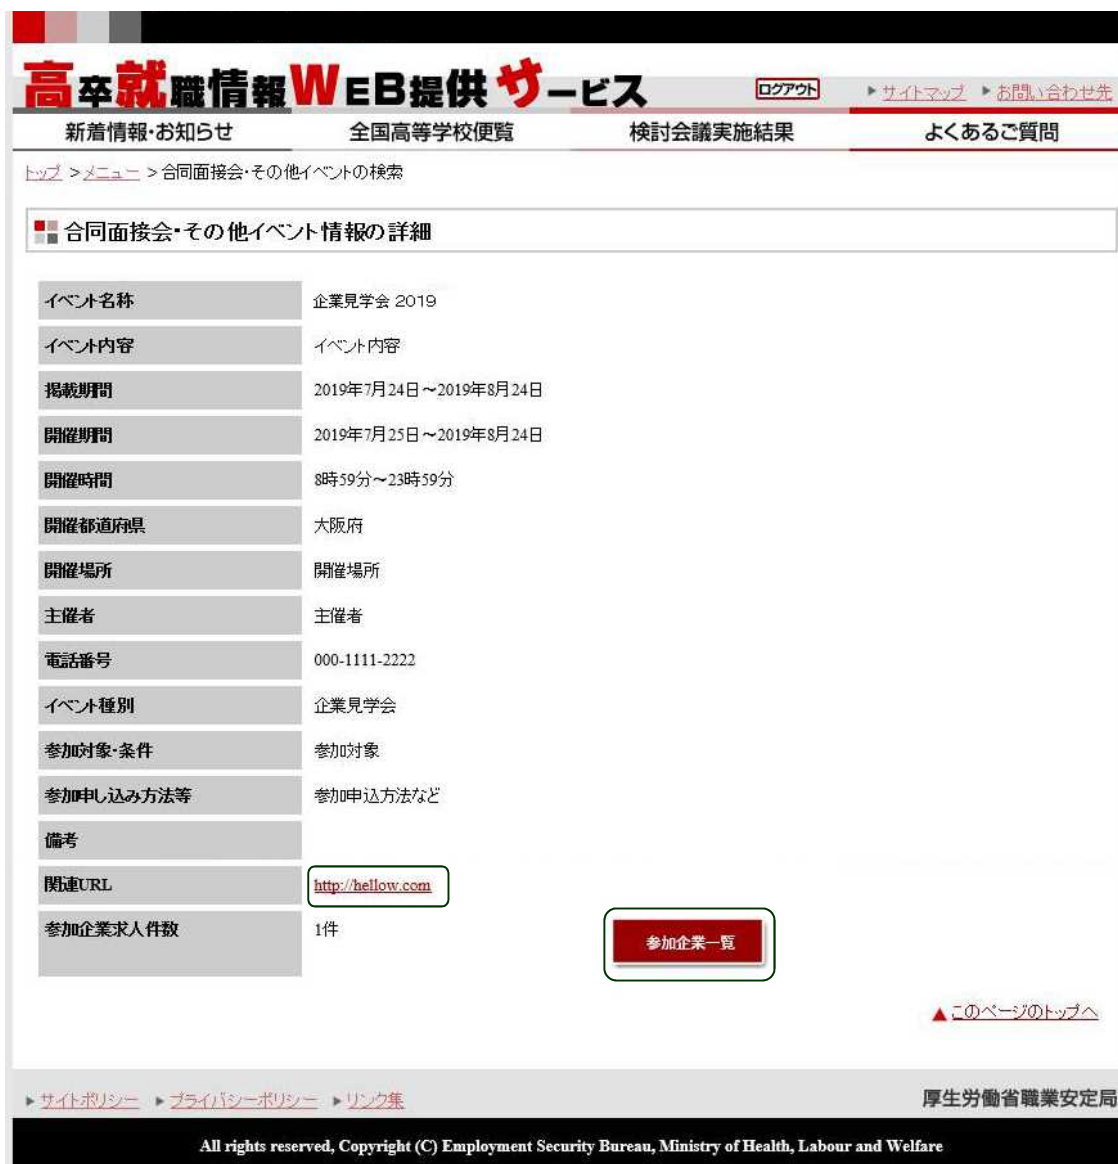 高卒就職情報WEB提供サービス
ログアウト
サイトマップ お問い合わせ先
新着情報・お知らせ 全国高等学校便覧 検討会議実施結果 よくあるご質問
トップ >メニュー >合同面接会・その他イベントの検索
合同面接会・その他イベント情報の詳細
イベント名称 企業見学会 2019
イベント内容 イベント内容
掲載期間 2019年7月24日～2019年8月24日
開催期間 2019年7月25日～2019年8月24日
開催時間 8時59分～23時59分
開催都道府県 大阪府
開催場所 開催場所
主催者 主催者
電話番号 000-1111-2222
イベント種別 企業見学会
参加対象・条件 参加対象
参加申し込み方法等 参加申込方法など
備考
関連URL http://hellow.com
参加企業求人件数 1件 参加企業一覧
▲このページのトップへ
サイトポリシー プライバシーポリシー リンク集 厚生労働省職業安定局
All rights reserved, Copyright (C) Employment Security Bureau, Ministry of Health, Labour and Welfare